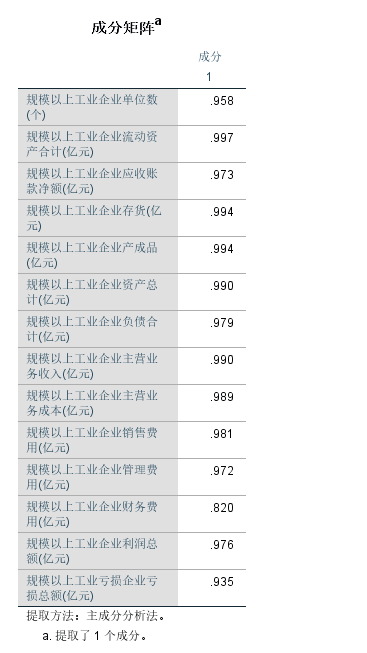 成分矩阵a
成分
1
规模以上工业企业单位数
(个)
.958
规模以上工业企业流动资
产合计(亿元)
.997
规模以上工业企业应收账
款净额(亿元)
.973
规模以上工业企业存货(亿
元)
.994
规模以上工业企业产成品
(亿元)
.994
规模以上工业企业资产总
计(亿元)
.990
规模以上工业企业负债合
计(亿元)
.979
规模以上工业企业主营业
务收入(亿元)
.990
规模以上工业企业主营业
务成本(亿元)
.989
规模以上工业企业销售费
用(亿元)
.981
规模以上工业企业管理费
用(亿元)
.972
规模以上工业企业财务费
用(亿元)
.820
规模以上工业企业利润总
额(亿元)
.976
规模以上工业亏损企业亏
损总额(亿元)
.935
提取方法：主成分分析法。
a. 提取了 1 个成分。